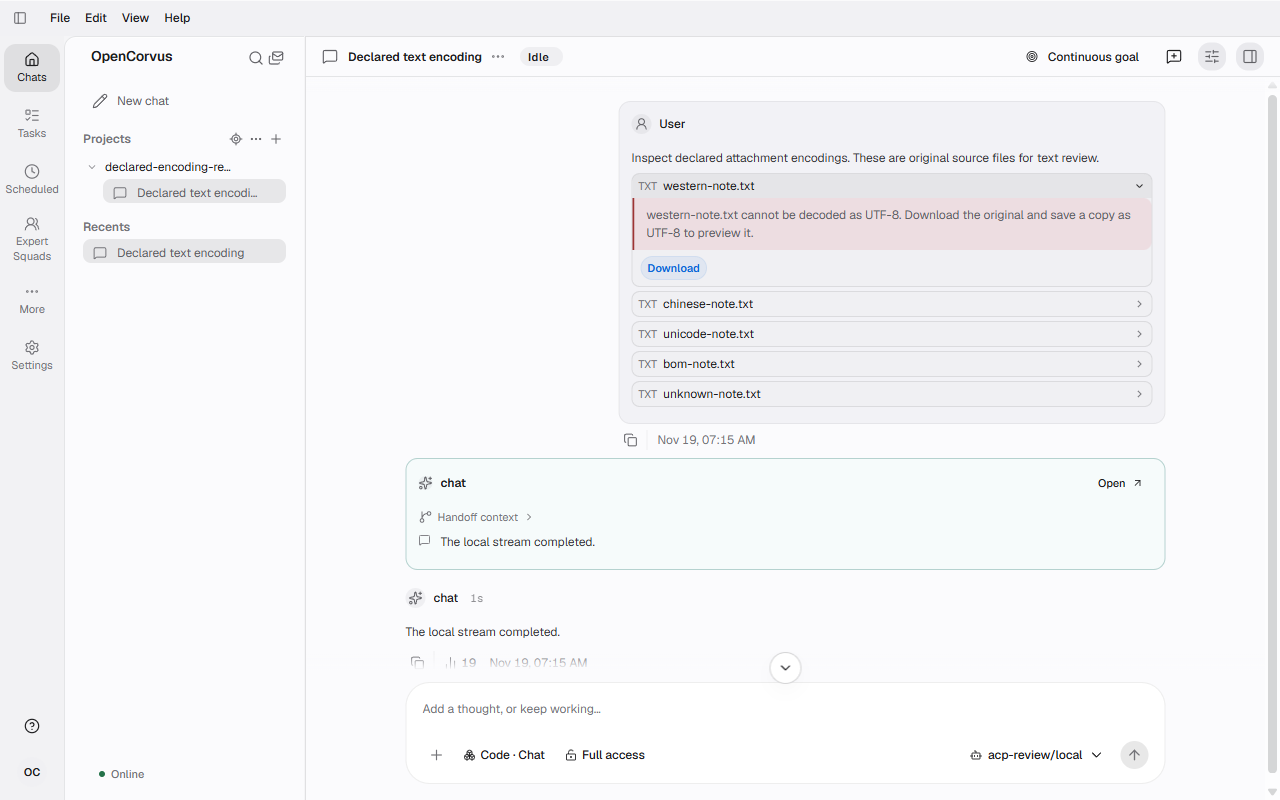 File Edit View Help
OpenCorvus
Chats
Tasks
Scheduled
Expert
Squads
More
Settings
OC
New chat
Projects
declared-encoding-re...
Declared text encodi...
Recents
Declared text encoding
Online
Declared text encoding
Idle
Continuous goal
User
Inspect declared attachment encodings. These are original source files for text review.
TXT western-note.txt
western-note.txt cannot be decoded as UTF-8. Download the original and save a copy as
UTF-8 to preview it.
Download
TXT chinese-note.txt
TXT unicode-note.txt
TXT bom-note.txt
TXT unknown-note.txt
Nov 19, 07:15 AM
chat
Open
Handoff context
The local stream completed.
chat 1s
The local stream completed.
19 Nov 19, 07:15 AM
Add a thought, or keep working...
Code · Chat
Full access
acp-review/local